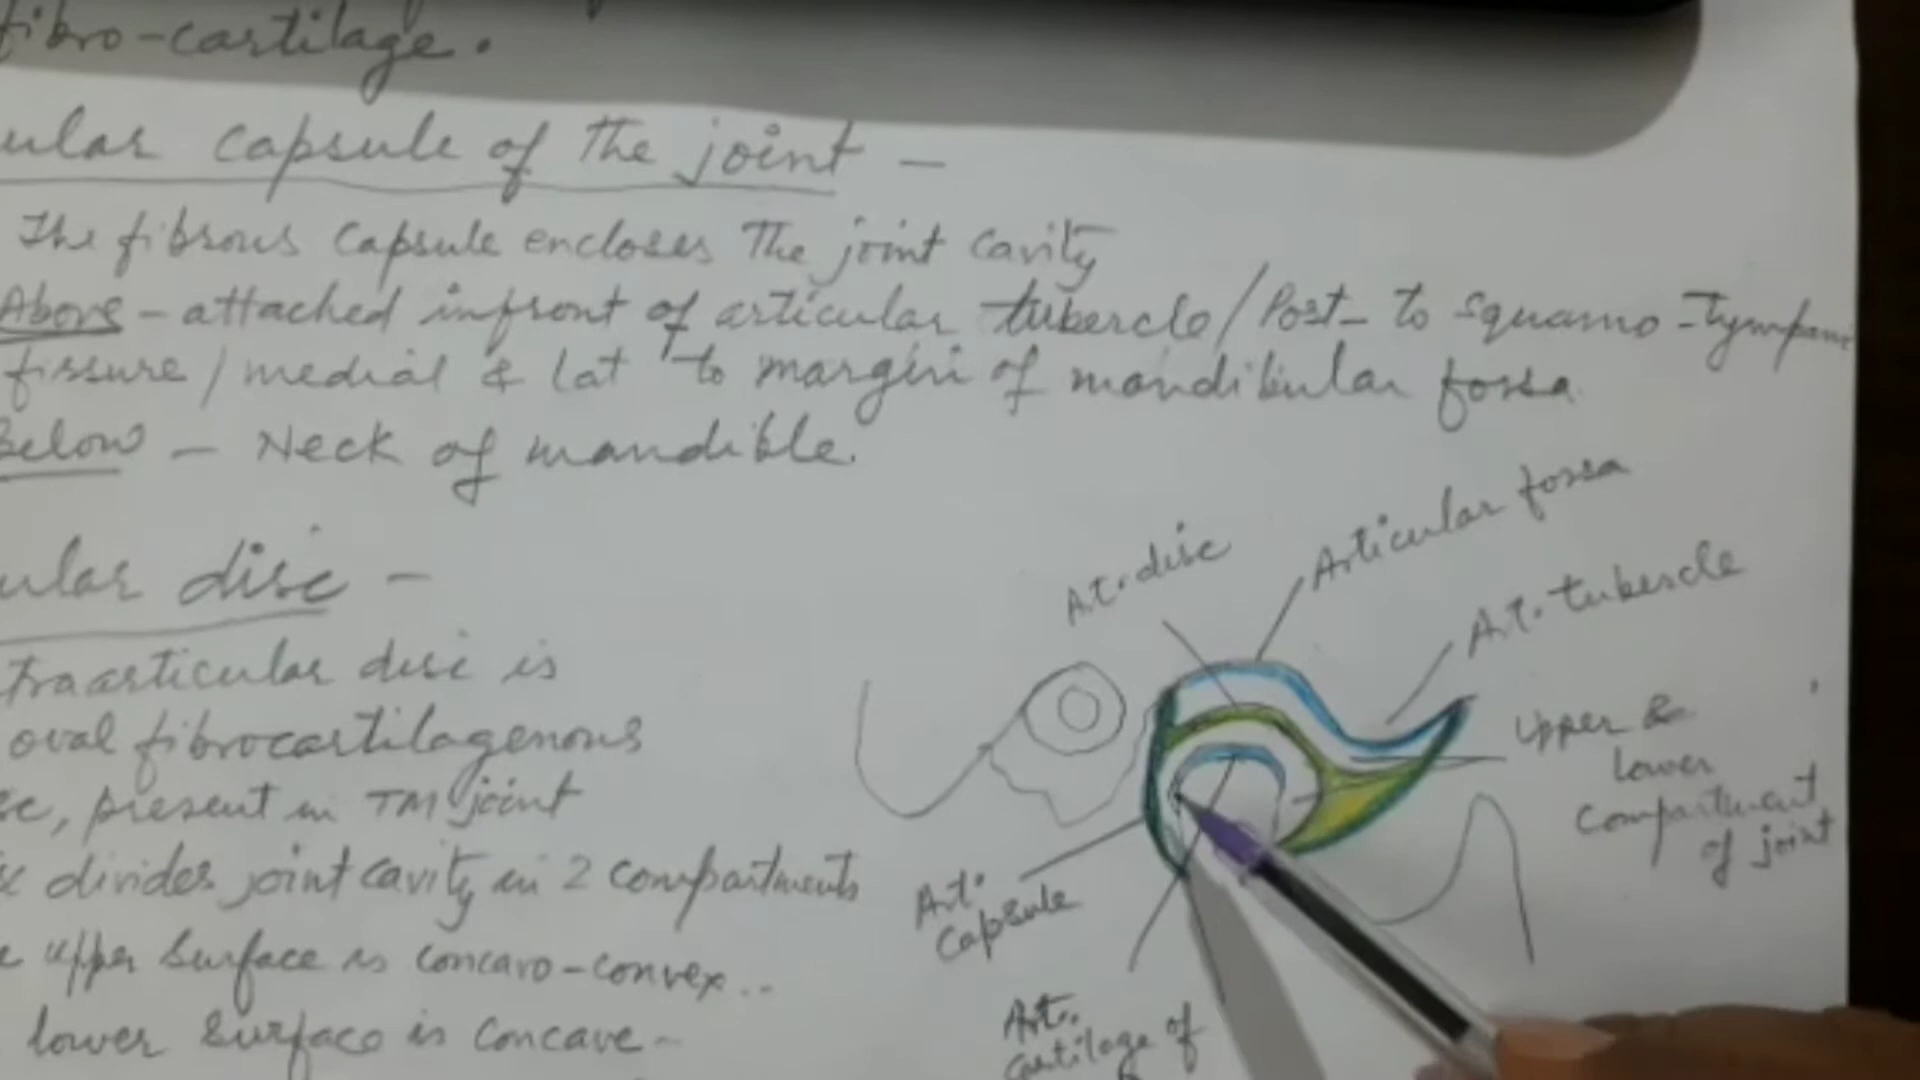 fibro-cartilage.
ular capsule of the joint –
The fibrous capsule encloses The joint cavity
Above – attached infront of articular tubercle / Post– to squamo-Tympani
fissure / medial & Lat to margin of mandibular fossa.
Below – Neck of mandible.
ular disc –
traarticular disc is
oval fibrocartilagenous
sc, present in TM joint
sc divides joint cavity in 2 compartments
e upper surface is concavo-convex..
lower surface is concave–
Art. disc
Articular fossa
Art. tubercle
Upper &
Lower
Compartment
of joint
Art.
Capsule
Art.
Cartilage of